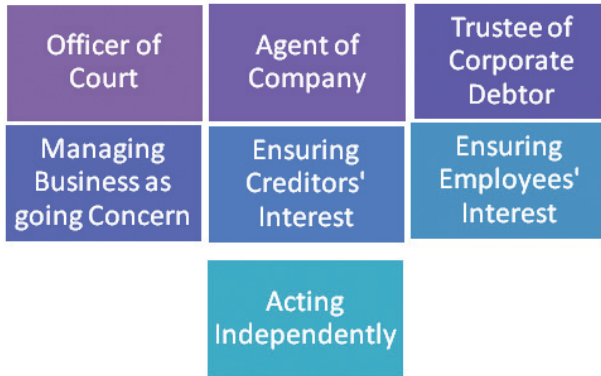 Officer of
Court
Agent of
Company
Trustee of
Corporate
Debtor
Managing
Business as
going Concern
Ensuring
Creditors'
Interest
Ensuring
Employees'
Interest
Acting
Independently